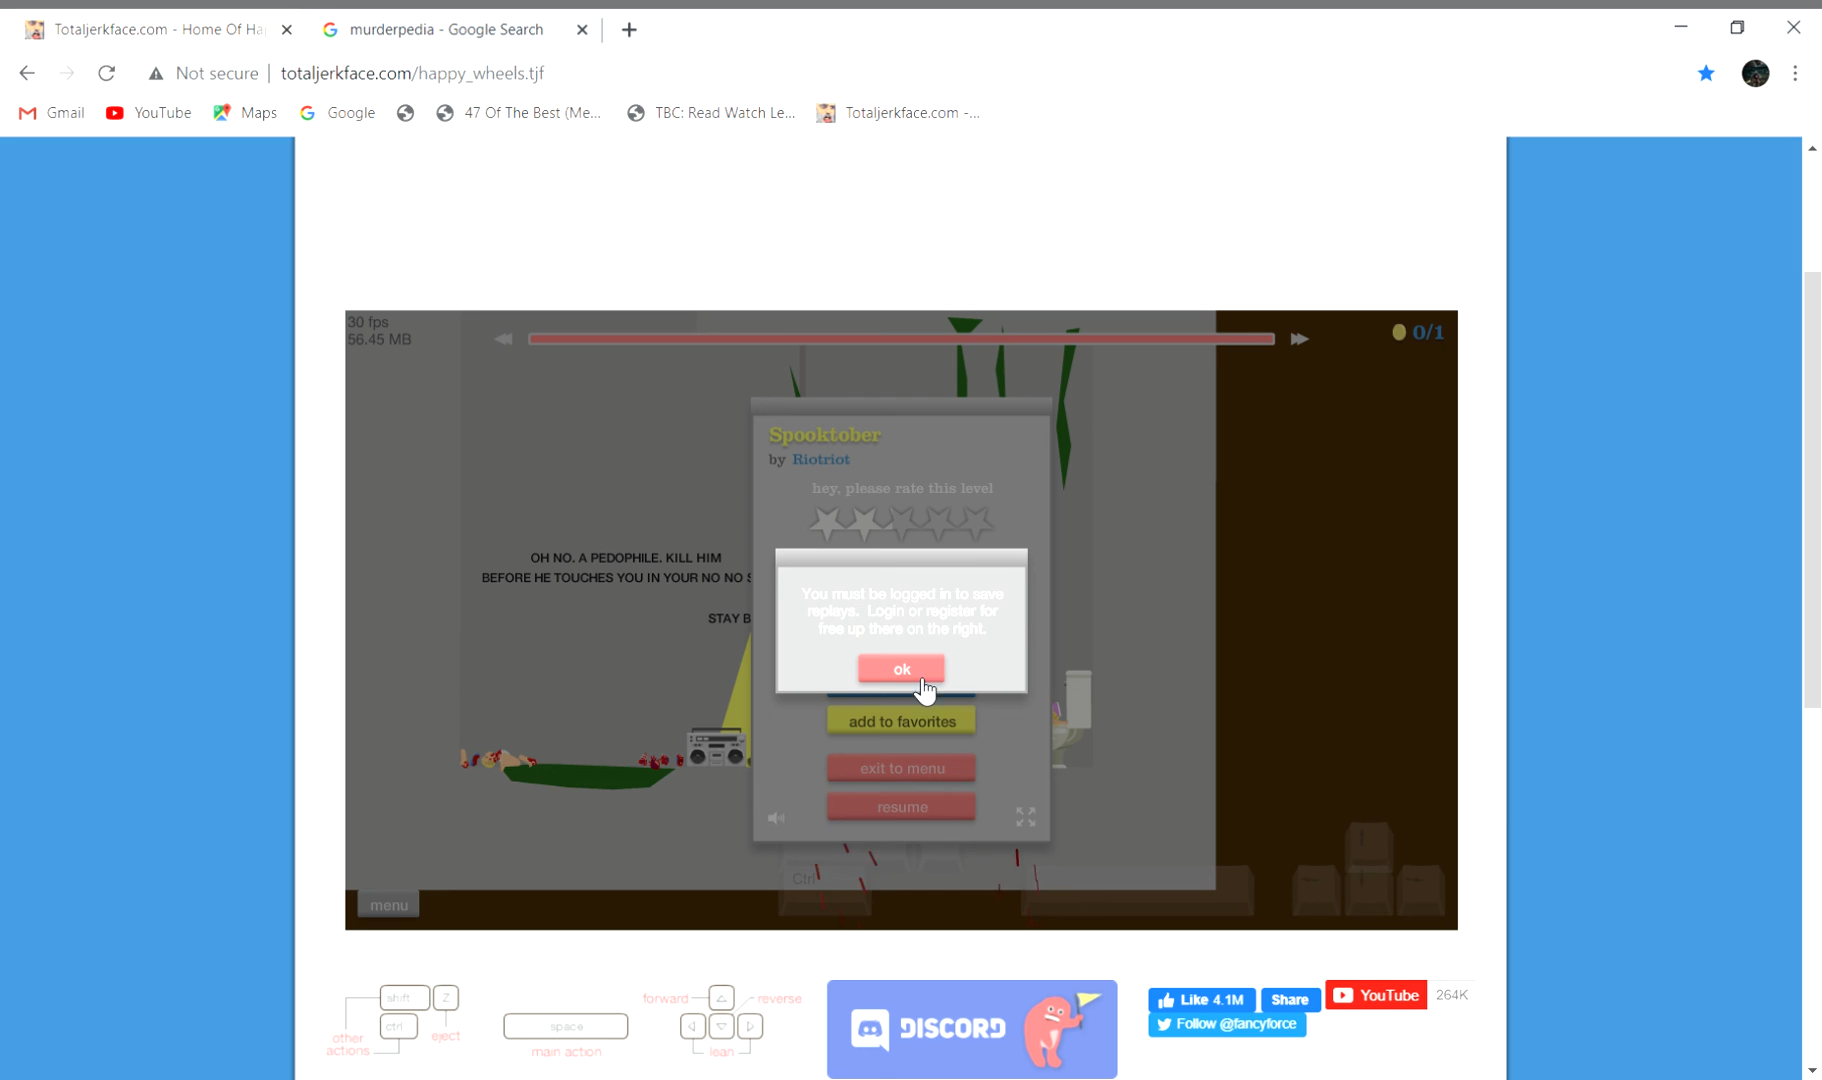 Totaljerkface.com - Home Of Ha
murderpedia - Google Search
Not secure
totaljerkface.com/happy_wheels.tjf
Gmail
YouTube
Maps
Google
47 Of The Best (Me...
TBC: Read Watch Le...
Totaljerkface.com -...
30 fps
56.45 MB
0/1
Spooktober
by Riotriot
hey, please rate this level
OH NO. A PEDOPHILE. KILL HIM
BEFORE HE TOUCHES YOU IN YOUR NO NO
STAY
You must be logged in to save
replays. Login or register for
free up there on the right.
ok
add to favorites
exit to menu
resume
Ctrl
menu
shift
Z
ctrl
other
actions
eject
space
main action
forward
reverse
lean
DISCORD
Like 4.1M
Share
YouTube
264K
Follow @fancyforce